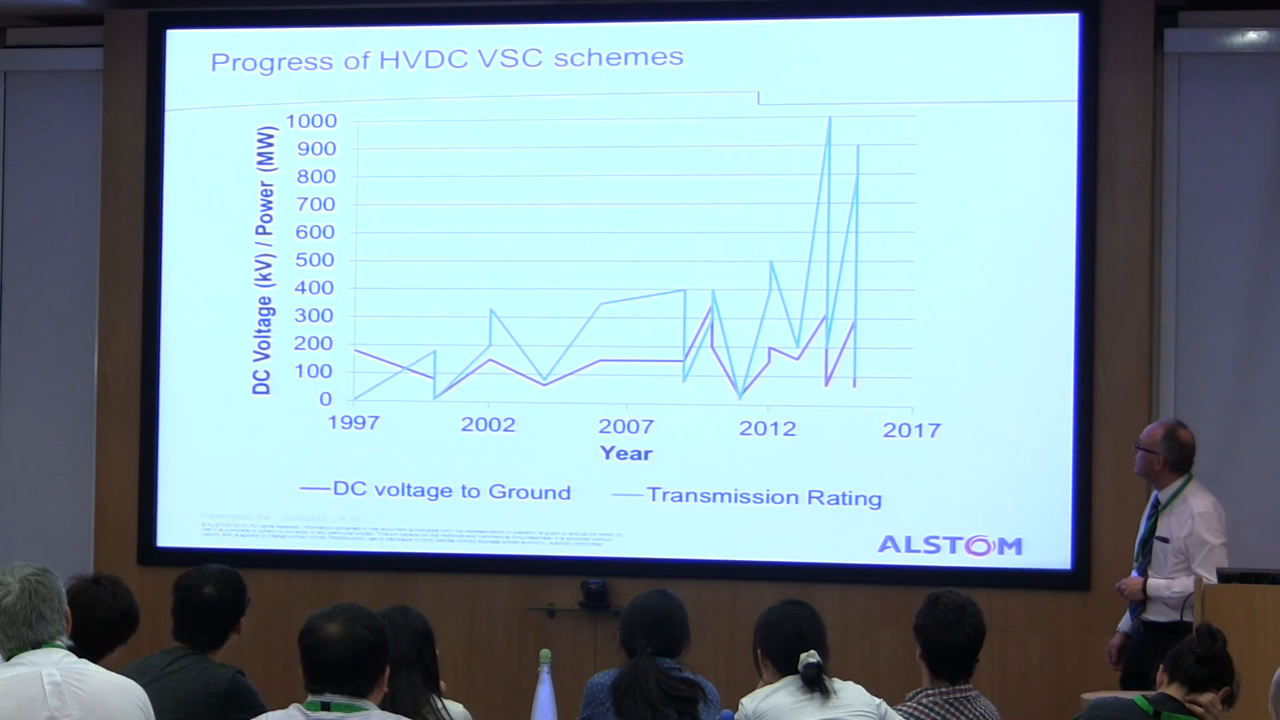 Progress of HVDC VSC schemes
DC Voltage (kV) / Power (MW)
1000
900
800
700
600
500
400
300
200
100
0
1997 2002 2007 2012 2017
Year
DC voltage to Ground Transmission Rating
ALSTOM